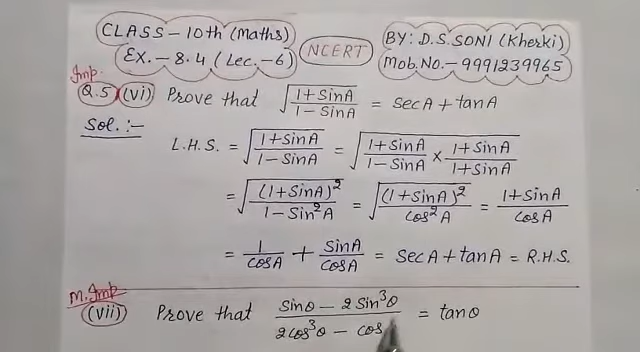 CLASS - 10th (Maths)
Ex. - 8.4 (Lec. - 6)
NCERT
BY: D.S. SONI (Kherki)
Mob. No. - 9991239965
Imp.
Q.5 (vi) Prove that √((1+SinA)/(1-SinA)) = SecA + tanA
Sol. :-
L.H.S. = √((1+SinA)/(1-SinA)) = √((1+SinA)/(1-SinA) × (1+SinA)/(1+SinA))
= √((1+SinA)²/(1-Sin²A)) = √((1+SinA)²/Cos²A) = (1+SinA)/CosA
= 1/CosA + SinA/CosA = SecA + tanA = R.H.S.
M. Imp
(vii) Prove that (Sinθ - 2Sin³θ)/(2Cos³θ - Cos) = tanθ